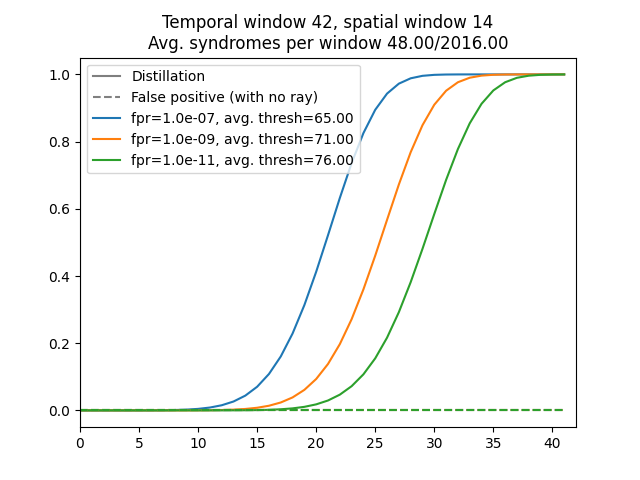 Temporal window 42, spatial window 14
Avg. syndromes per window 48.00/2016.00
Distillation
False positive (with no ray)
fpr=1.0e-07, avg. thresh=65.00
fpr=1.0e-09, avg. thresh=71.00
fpr=1.0e-11, avg. thresh=76.00
1.0
0.8
0.6
0.4
0.2
0.0
0 5 10 15 20 25 30 35 40